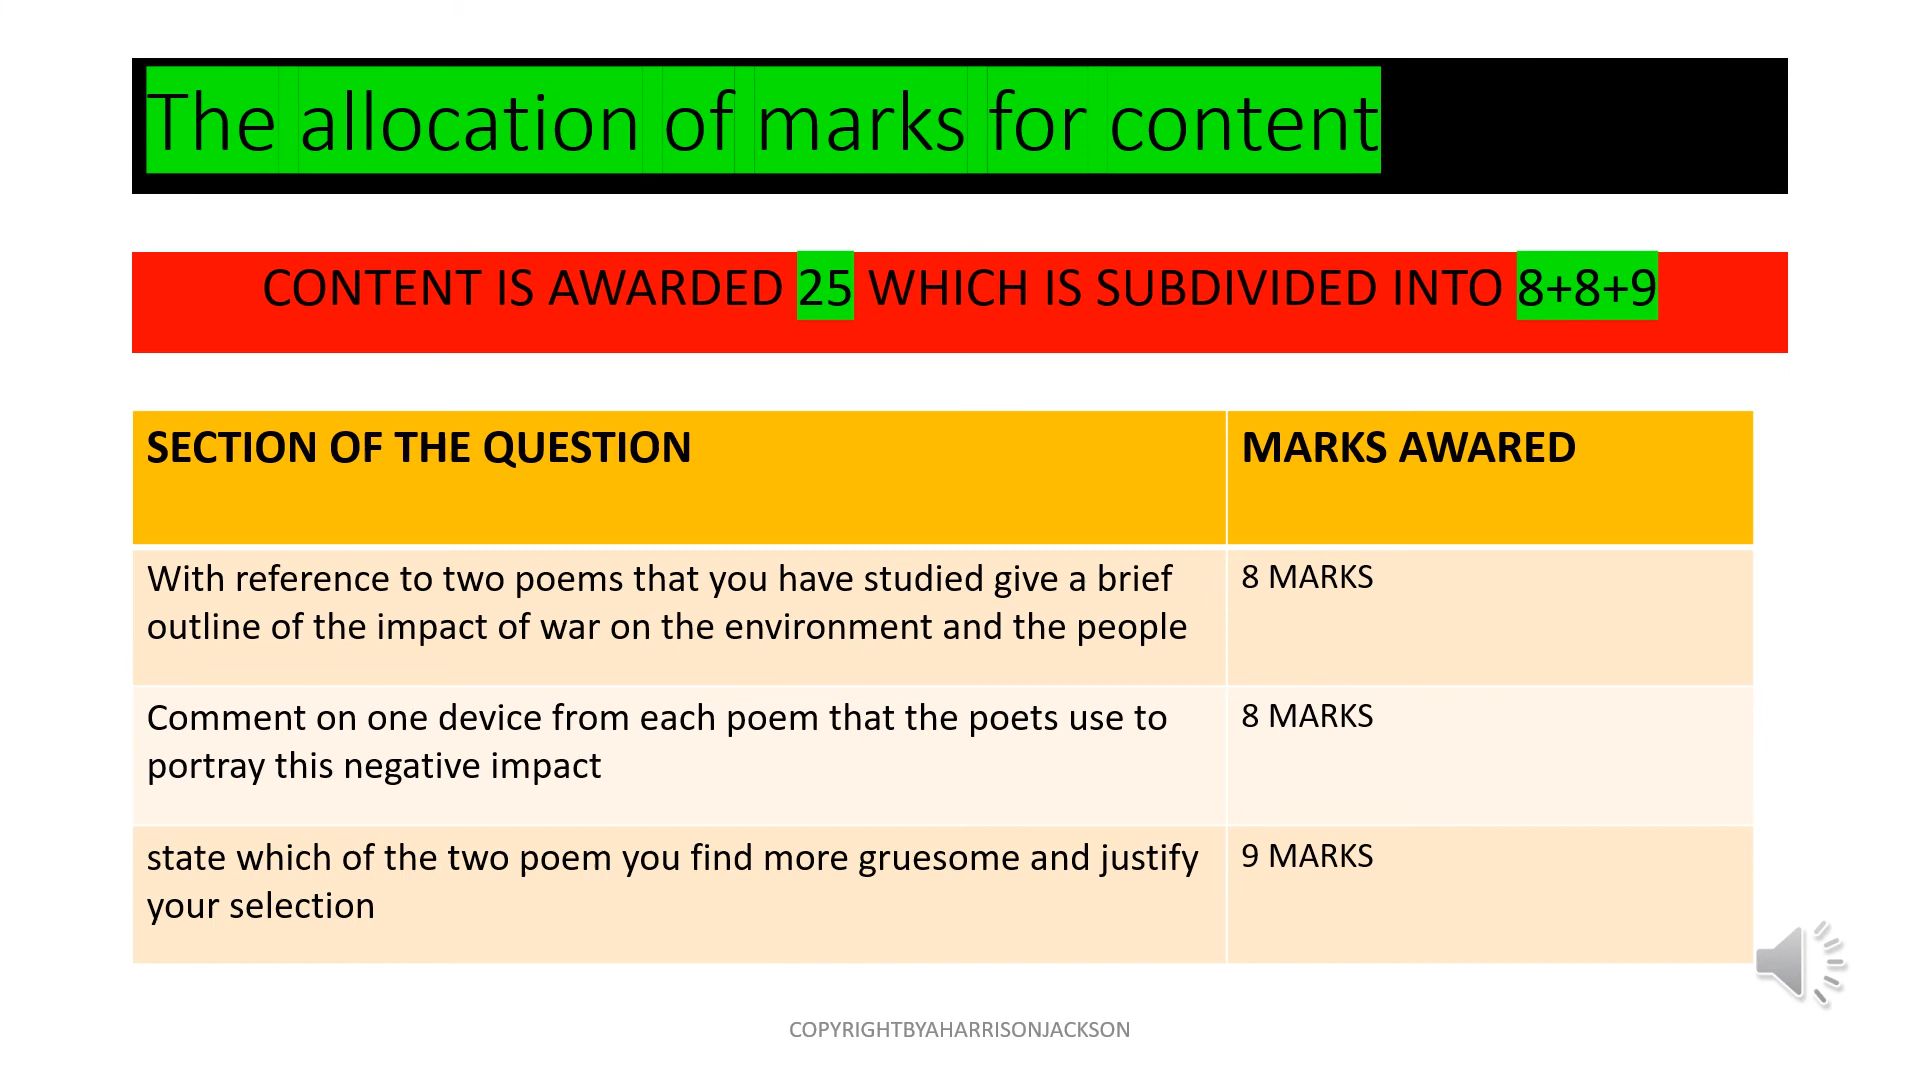 The allocation of marks for content
CONTENT IS AWARDED 25 WHICH IS SUBDIVIDED INTO 8+8+9
SECTION OF THE QUESTION
MARKS AWARED
With reference to two poems that you have studied give a brief
outline of the impact of war on the environment and the people
8 MARKS
Comment on one device from each poem that the poets use to
portray this negative impact
8 MARKS
state which of the two poem you find more gruesome and justify
your selection
9 MARKS
COPYRIGHTBYAHARRISONJACKSON